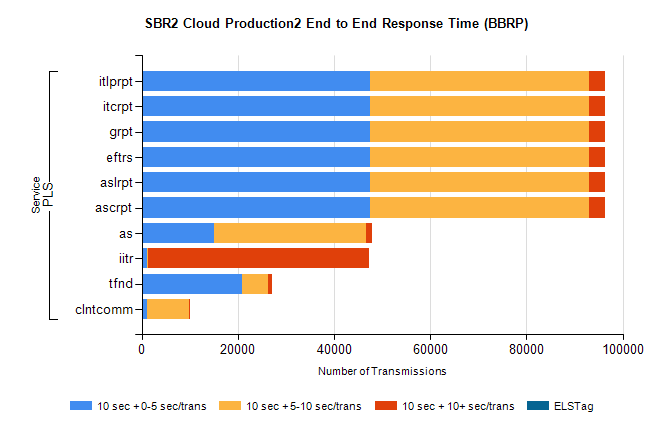 SBR2 Cloud Production2 End to End Response Time (BBRP)
itlprpt
itcrpt
grpt
eftrs
aslrpt
ascrpt
as
iitr
tfnd
clntcomm
Service
PLS
0
20000
40000
60000
80000
100000
Number of Transmissions
10 sec +0-5 sec/trans
10 sec +5-10 sec/trans
10 sec + 10+ sec/trans
ELSTag